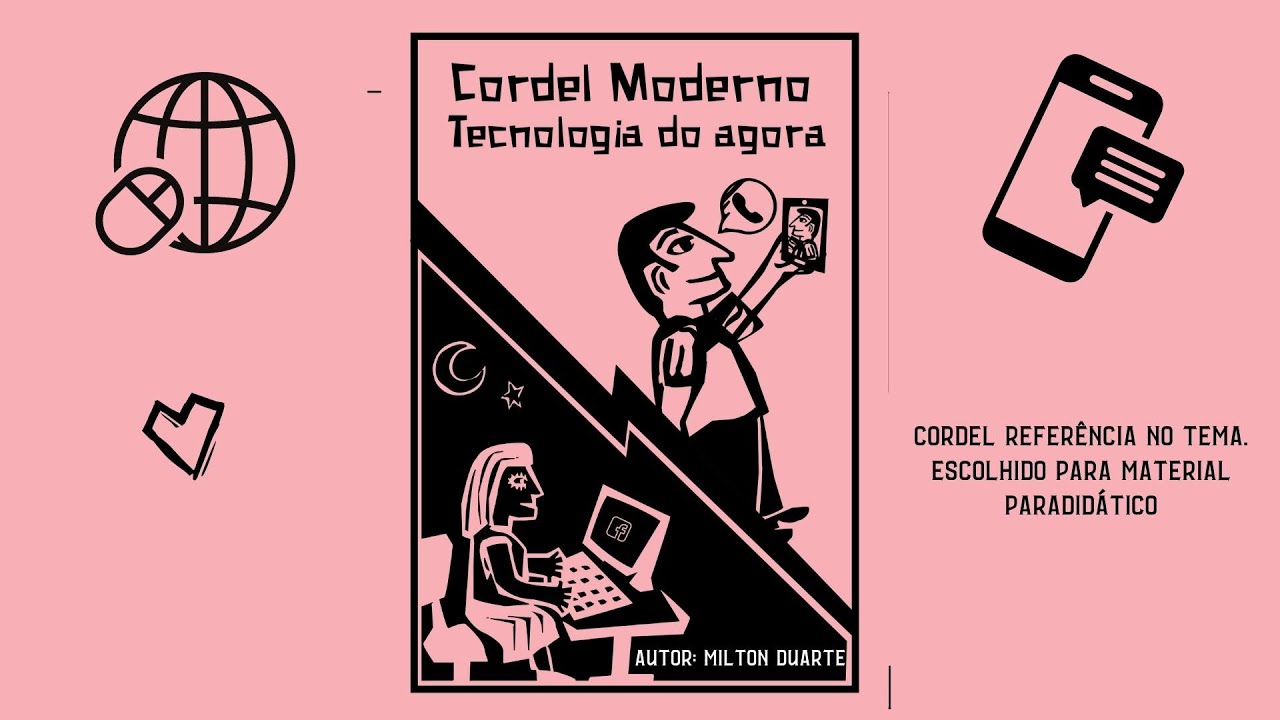 Cordel Moderno
Tecnologia do agora
AUTOR: MILTON DUARTE
CORDEL REFERÊNCIA NO TEMA.
ESCOLHIDO PARA MATERIAL
PARADIDÁTICO